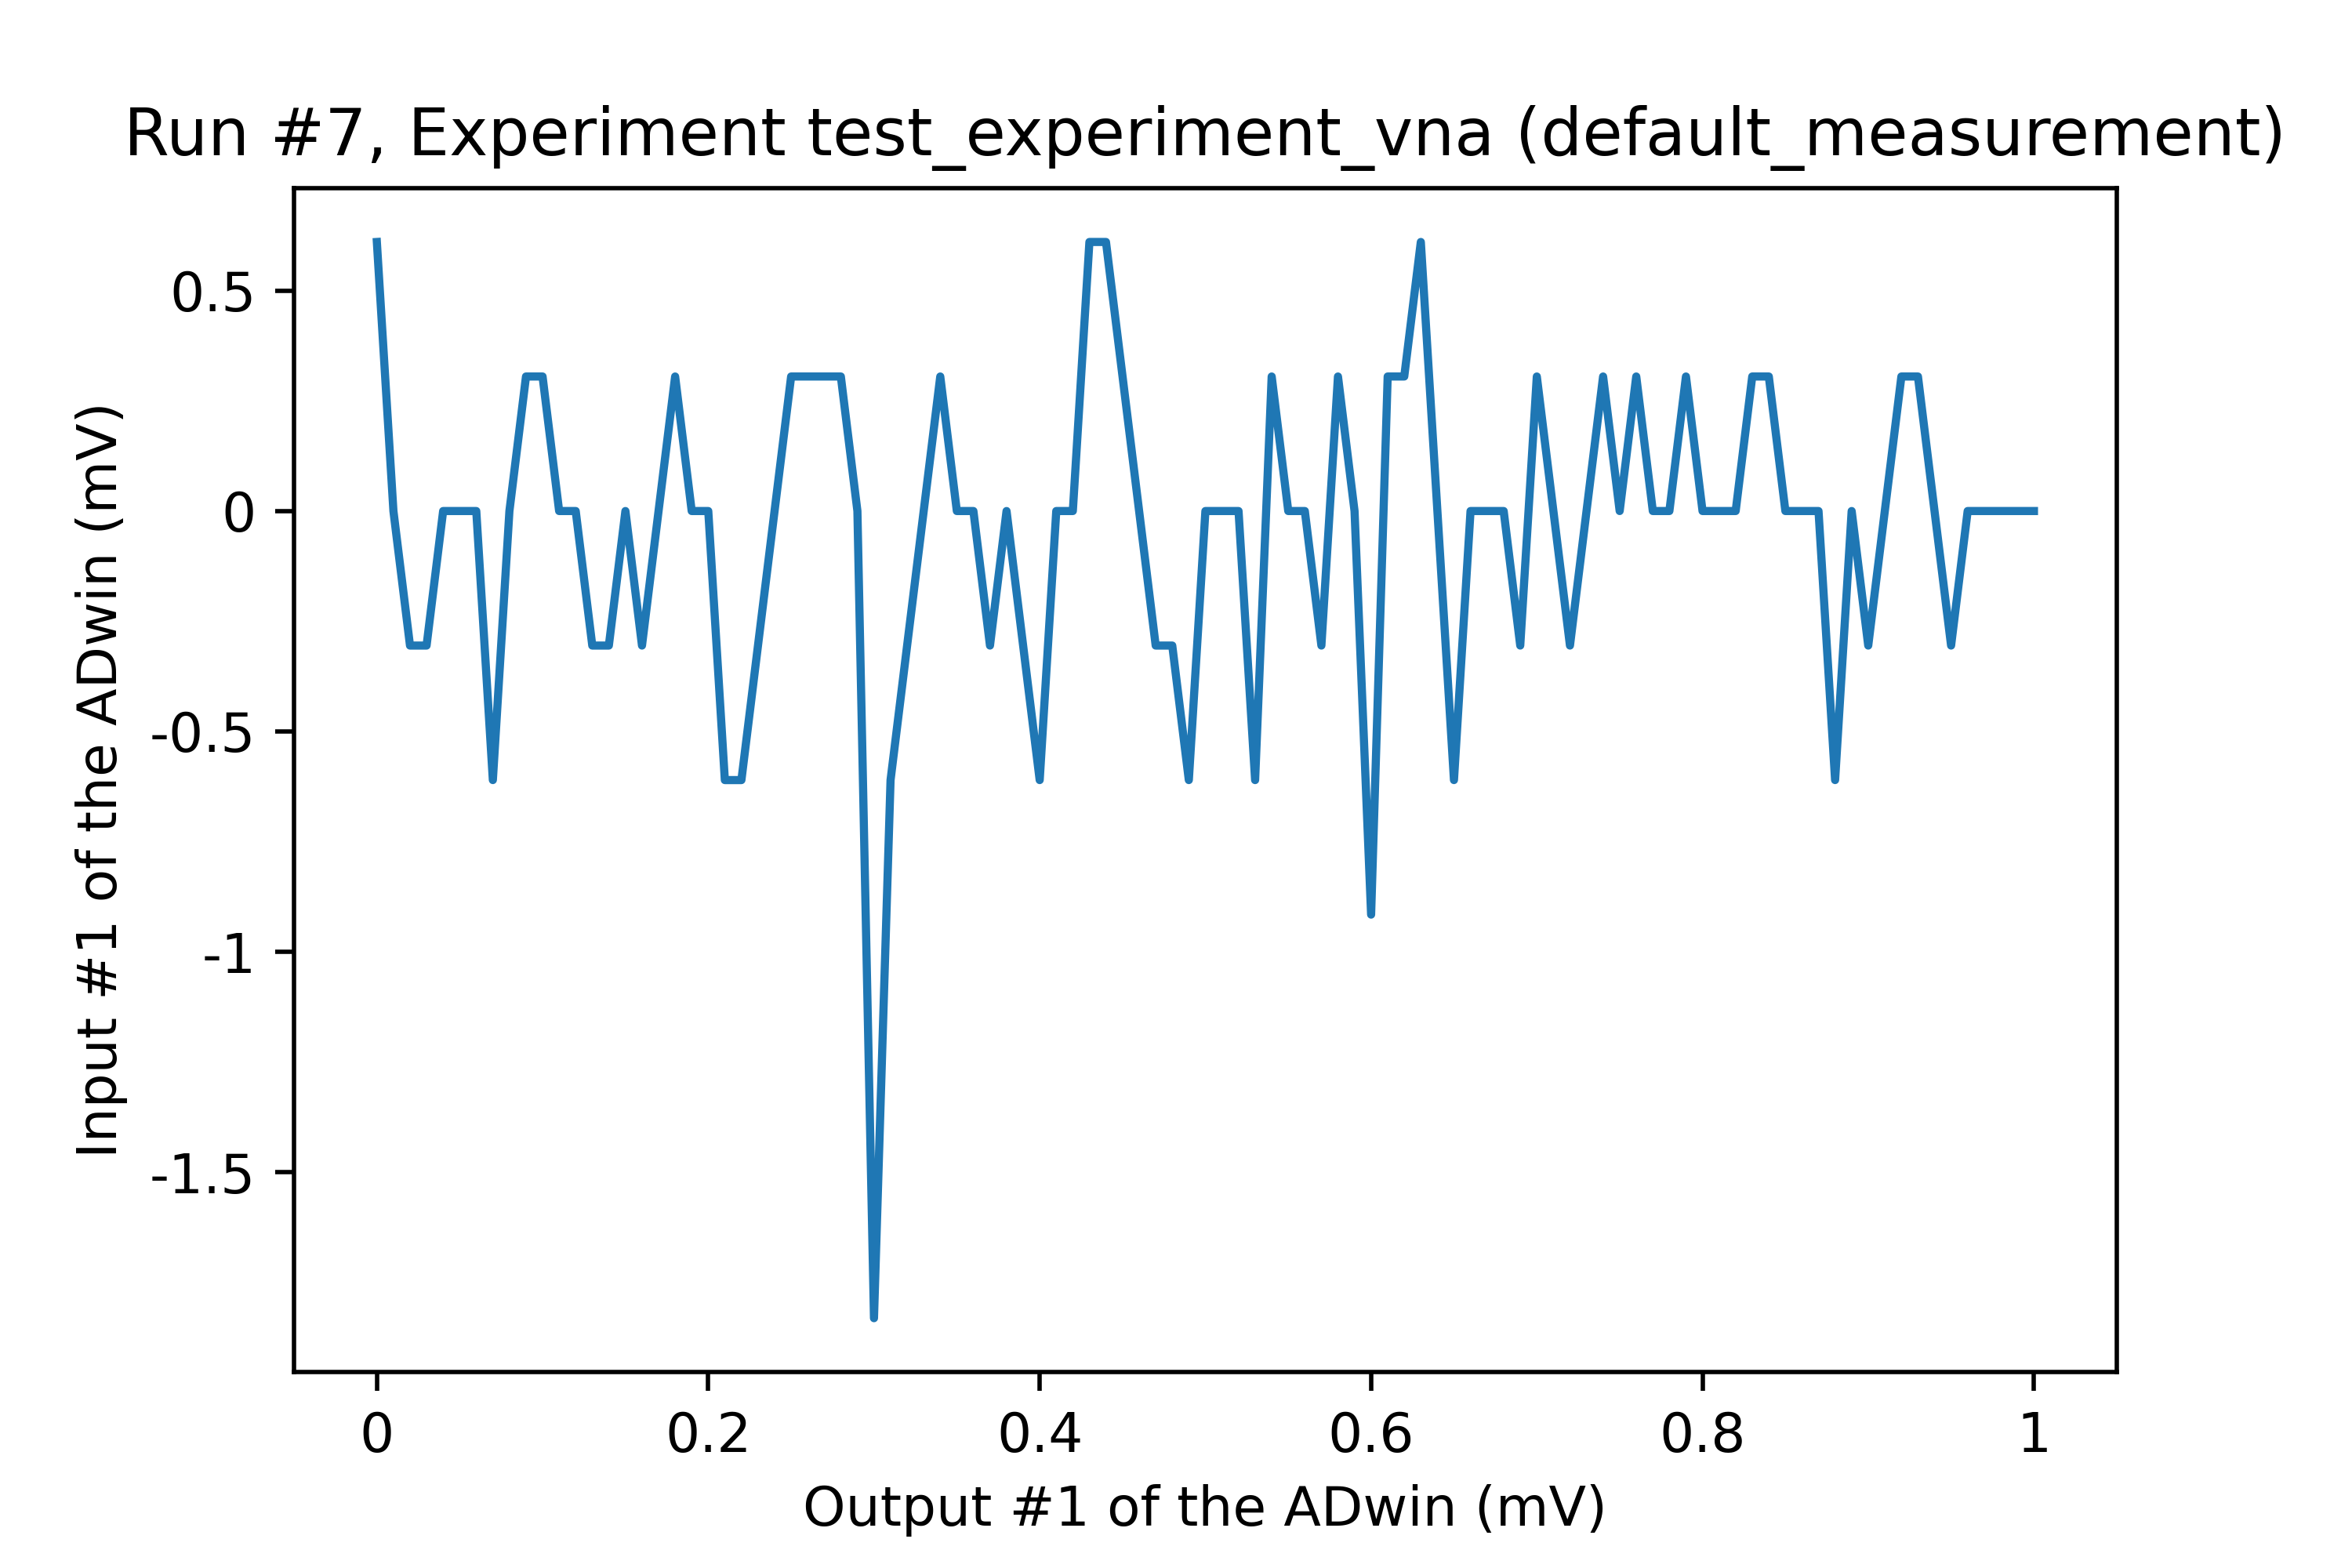 Run #7, Experiment test_experiment_vna (default_measurement)
Input #1 of the ADwin (mV)
0.5
0
-0.5
-1
-1.5
0 0.2 0.4 0.6 0.8 1
Output #1 of the ADwin (mV)